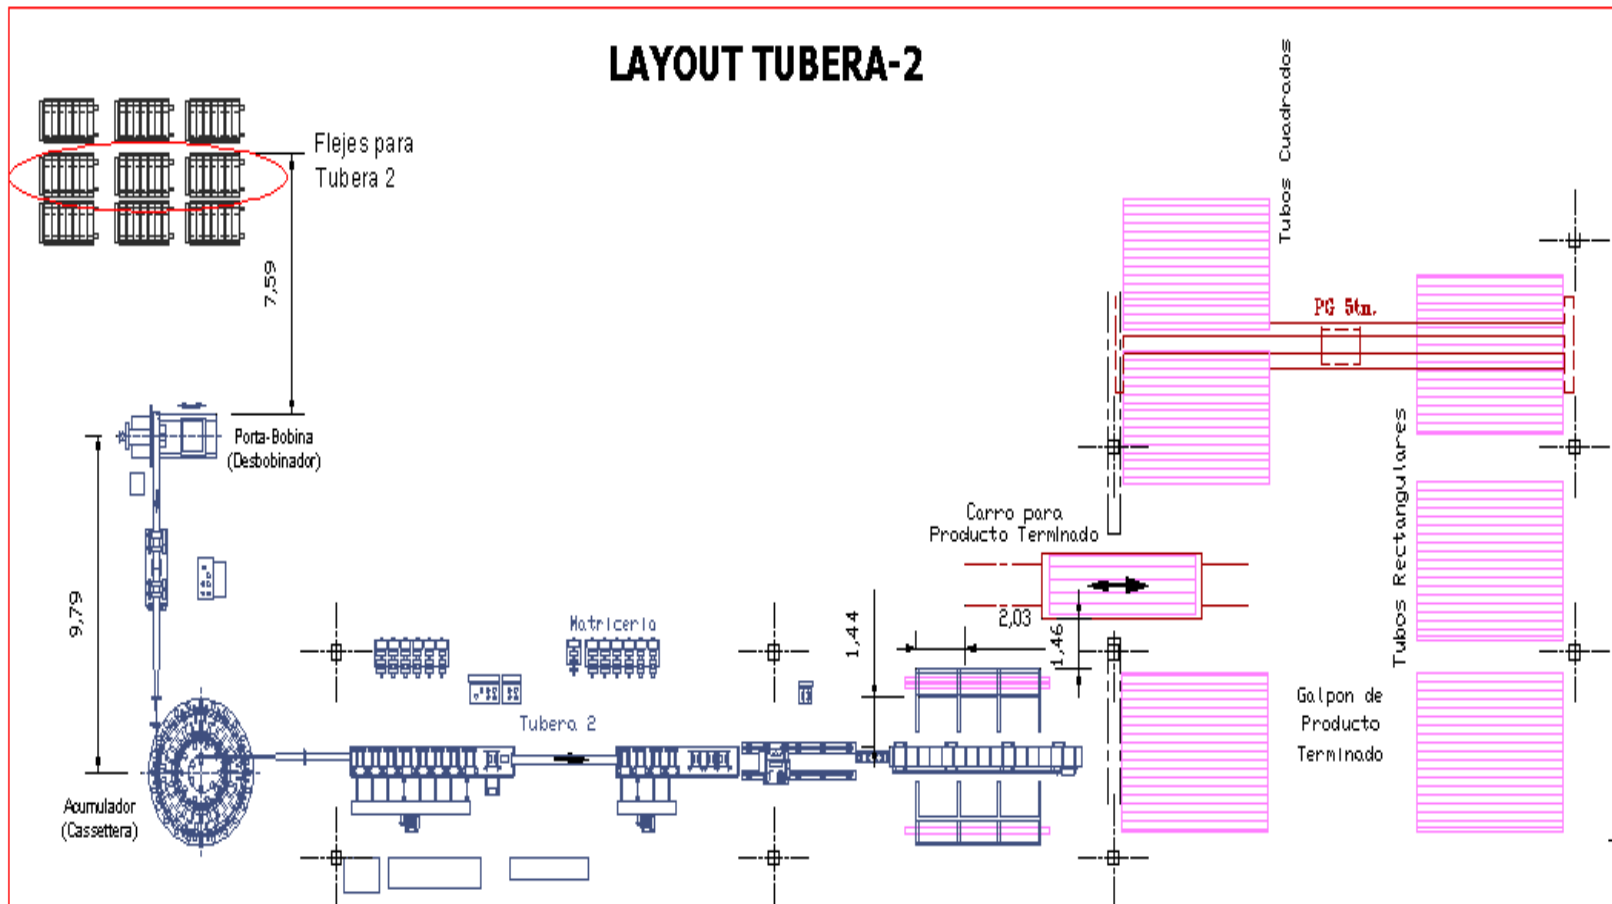 LAYOUT TUBERA-2
Tubos Cuadrados
Flejes para
Tubera 2
7,59
PG 5tn.
Porta-Bobina
(Desbobinador)
9,79
Tubos Rectangulares
Carro para
Producto Terminado
2,03
1,44
1,46
Matriceria
Tubera 2
Galpon de
Producto
Terminado
Acumulador
(Cassettera)